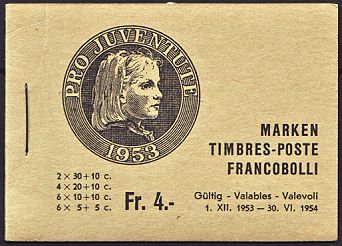 PRO JUVENTUTE
1953
MARKEN
TIMBRES-POSTE
FRANCOBOLLI
2 × 30 + 10 c.
4 × 20 + 10 c.
6 × 10 + 10 c.
6 × 5 + 5 c.
Fr. 4.-
Gültig - Valables - Valevoli
1. XII. 1953 — 30. VI. 1954